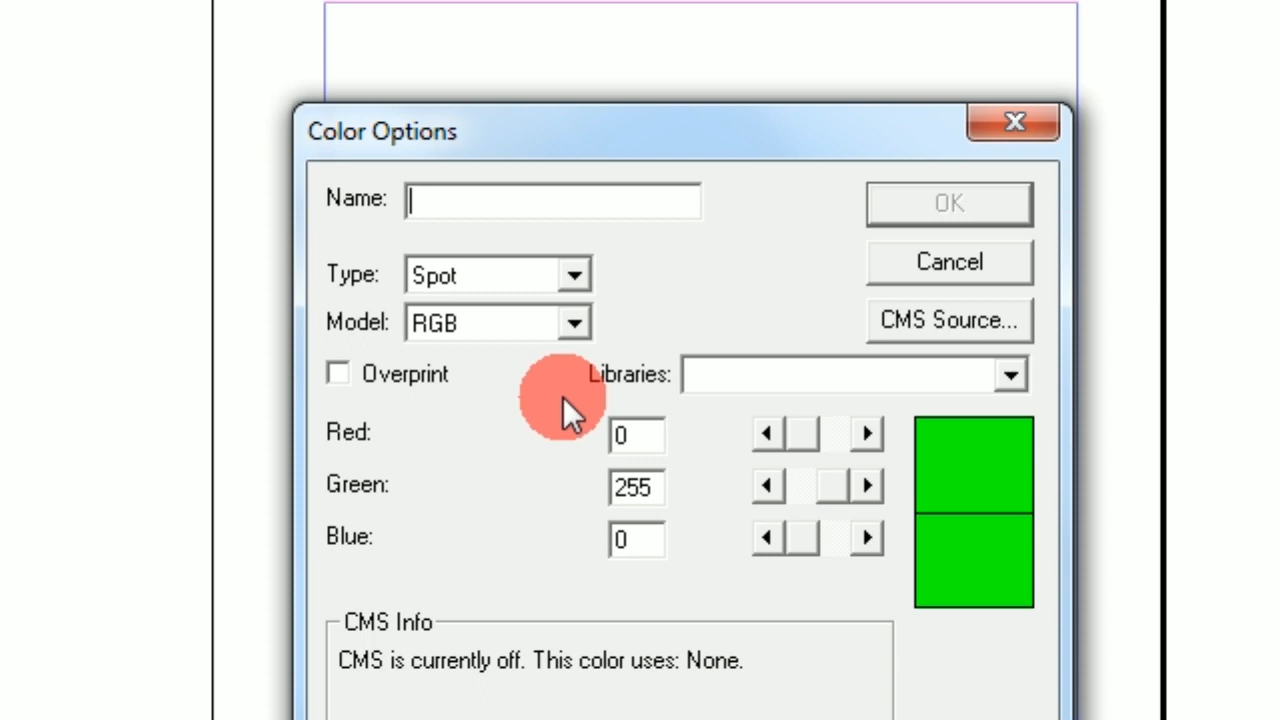 Color Options
Name:
OK
Type: Spot
Cancel
Model: RGB
CMS Source...
Overprint
Libraries:
Red: 0
Green: 255
Blue: 0
CMS Info
CMS is currently off. This color uses: None.